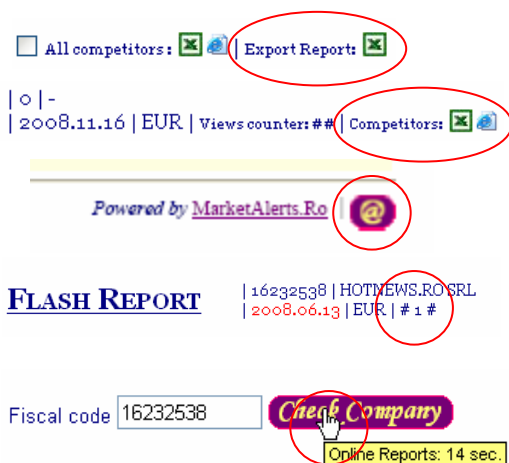 All competitors: | Export Report:
| 0 | -
| 2008.11.16 | EUR | Views counter: ## | Competitors:
Powered by MarketAlerts.Ro | @
FLASH REPORT
| 16232538 | HOTNEWS.RO SRL
| 2008.06.13 | EUR | # 1 #
Fiscal code 16232538 Check Company
Online Reports: 14 sec.